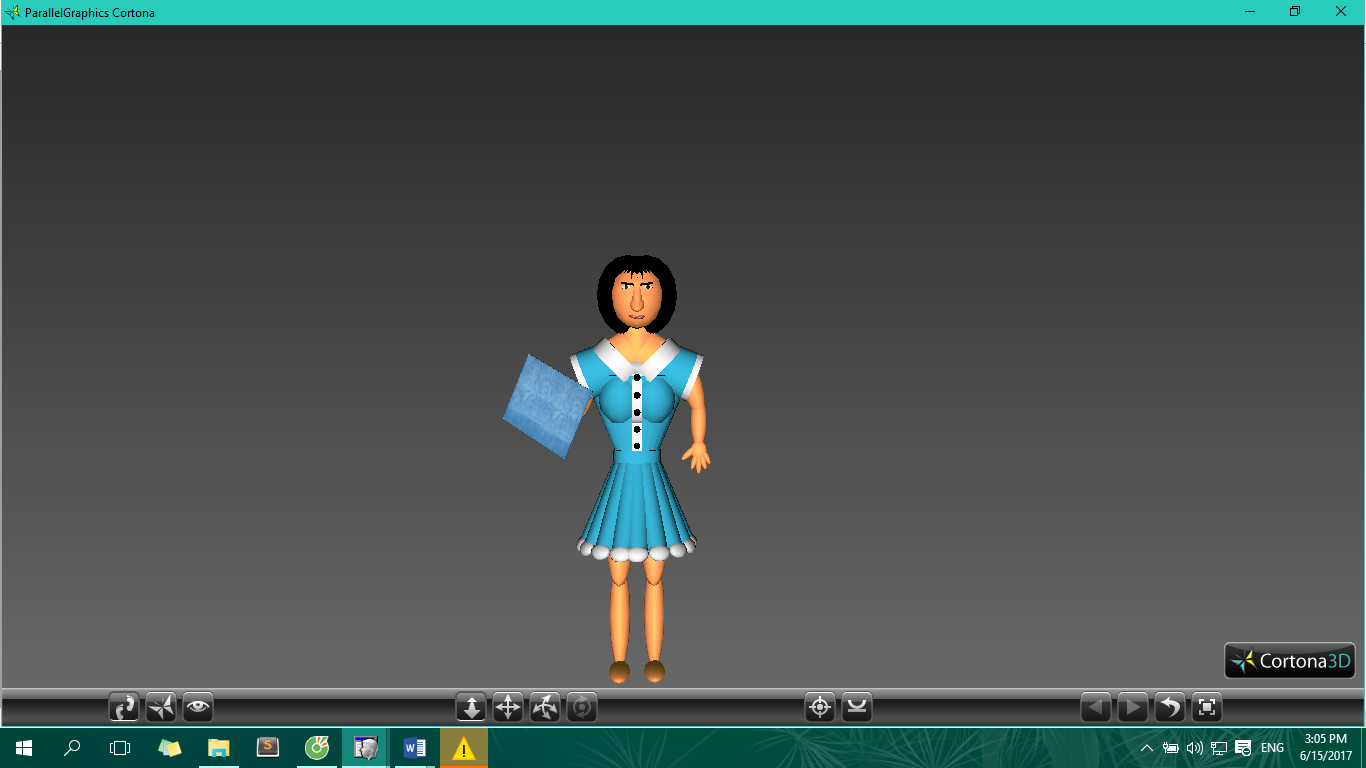 ParallelGraphics Cortona
Cortona3D
S
W
ENG
3:05 PM
6/15/2017